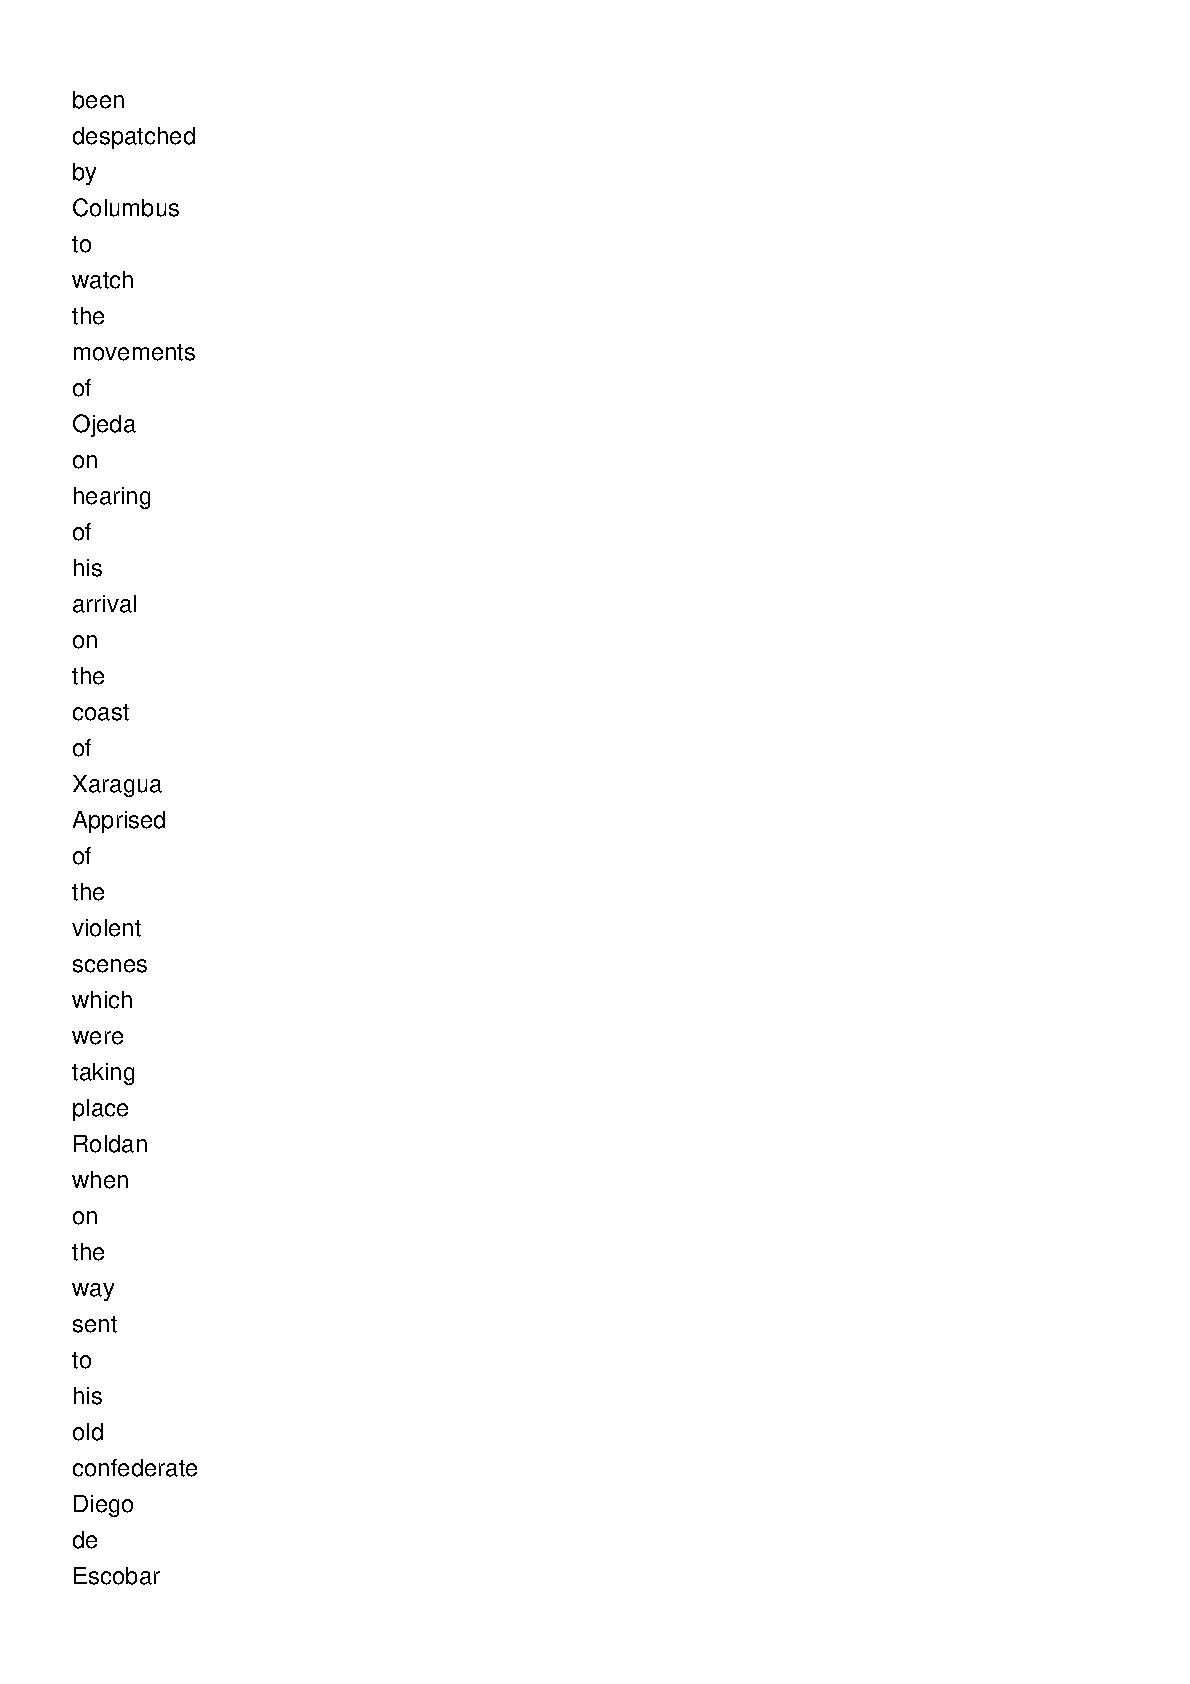 been
despatched
by
Columbus
to
watch
the
movements
of
Ojeda
on
hearing
of
his
arrival
on
the
coast
of
Xaragua
Apprised
of
the
violent
scenes
which
were
taking
place
Roldan
when
on
the
way
sent
to
his
old
confederate
Diego
de
Escobar